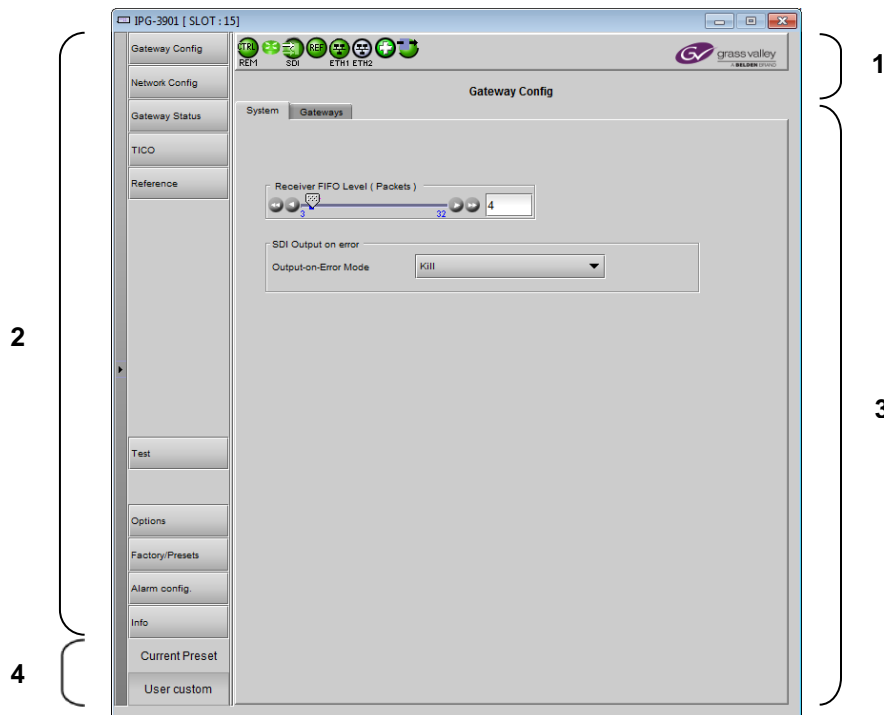 IPG-3901 [ SLOT : 15]
Gateway Config
Network Config
Gateway Status
TICO
Reference
Test
Options
Factory/Presets
Alarm config.
Info
Current Preset
User custom
CTRL
REF
REM SDI ETH1 ETH2
GV grass valley
A BELDEN BRAND
Gateway Config
System Gateways
Receiver FIFO Level ( Packets )
3 32 4
SDI Output on error
Output-on-Error Mode Kill
1
2
3
4